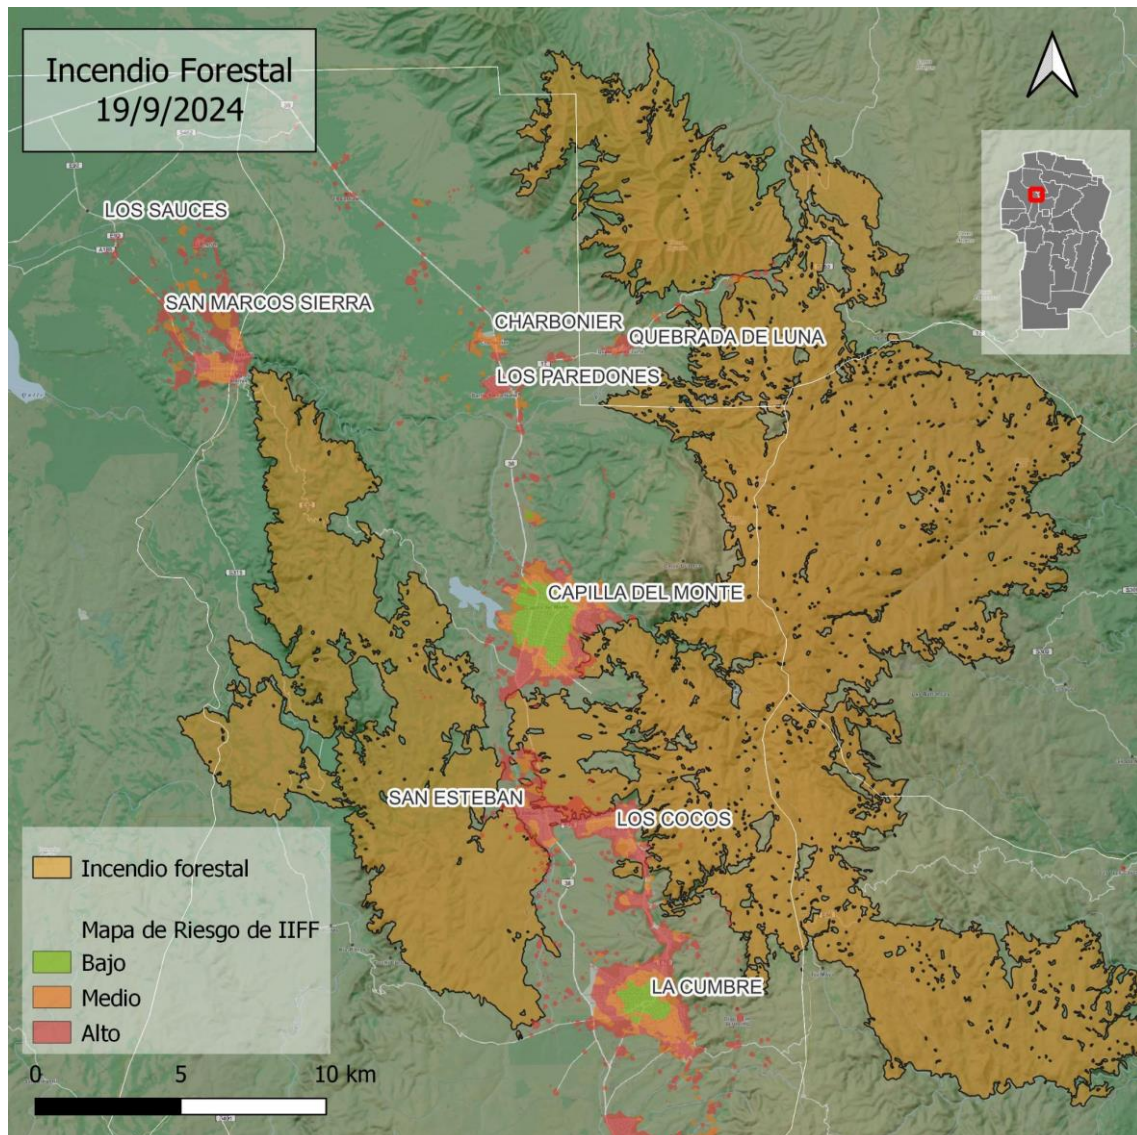 Incendio Forestal
19/9/2024
LOS SAUCES
SAN MARCOS SIERRA
CHARBONIER
QUEBRADA DE LUNA
LOS PAREDONES
CAPILLA DEL MONTE
SAN ESTEBAN
LOS COCOS
LA CUMBRE
Incendio forestal
Mapa de Riesgo de IIFF
Bajo
Medio
Alto
0 5 10 km